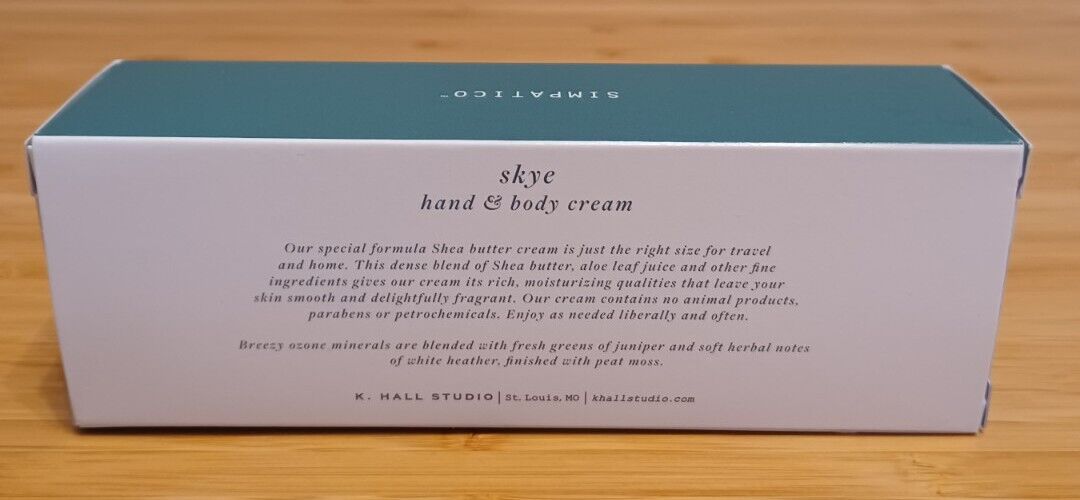 SIMPATICO™
skye
hand & body cream
Our special formula Shea butter cream is just the right size for travel
and home. This dense blend of Shea butter, aloe leaf juice and other fine
ingredients gives our cream its rich, moisturizing qualities that leave your
skin smooth and delightfully fragrant. Our cream contains no animal products,
parabens or petrochemicals. Enjoy as needed liberally and often.
Breezy ozone minerals are blended with fresh greens of juniper and soft herbal notes
of white heather, finished with peat moss.
K. HALL STUDIO | St. Louis, MO | khallstudio.com